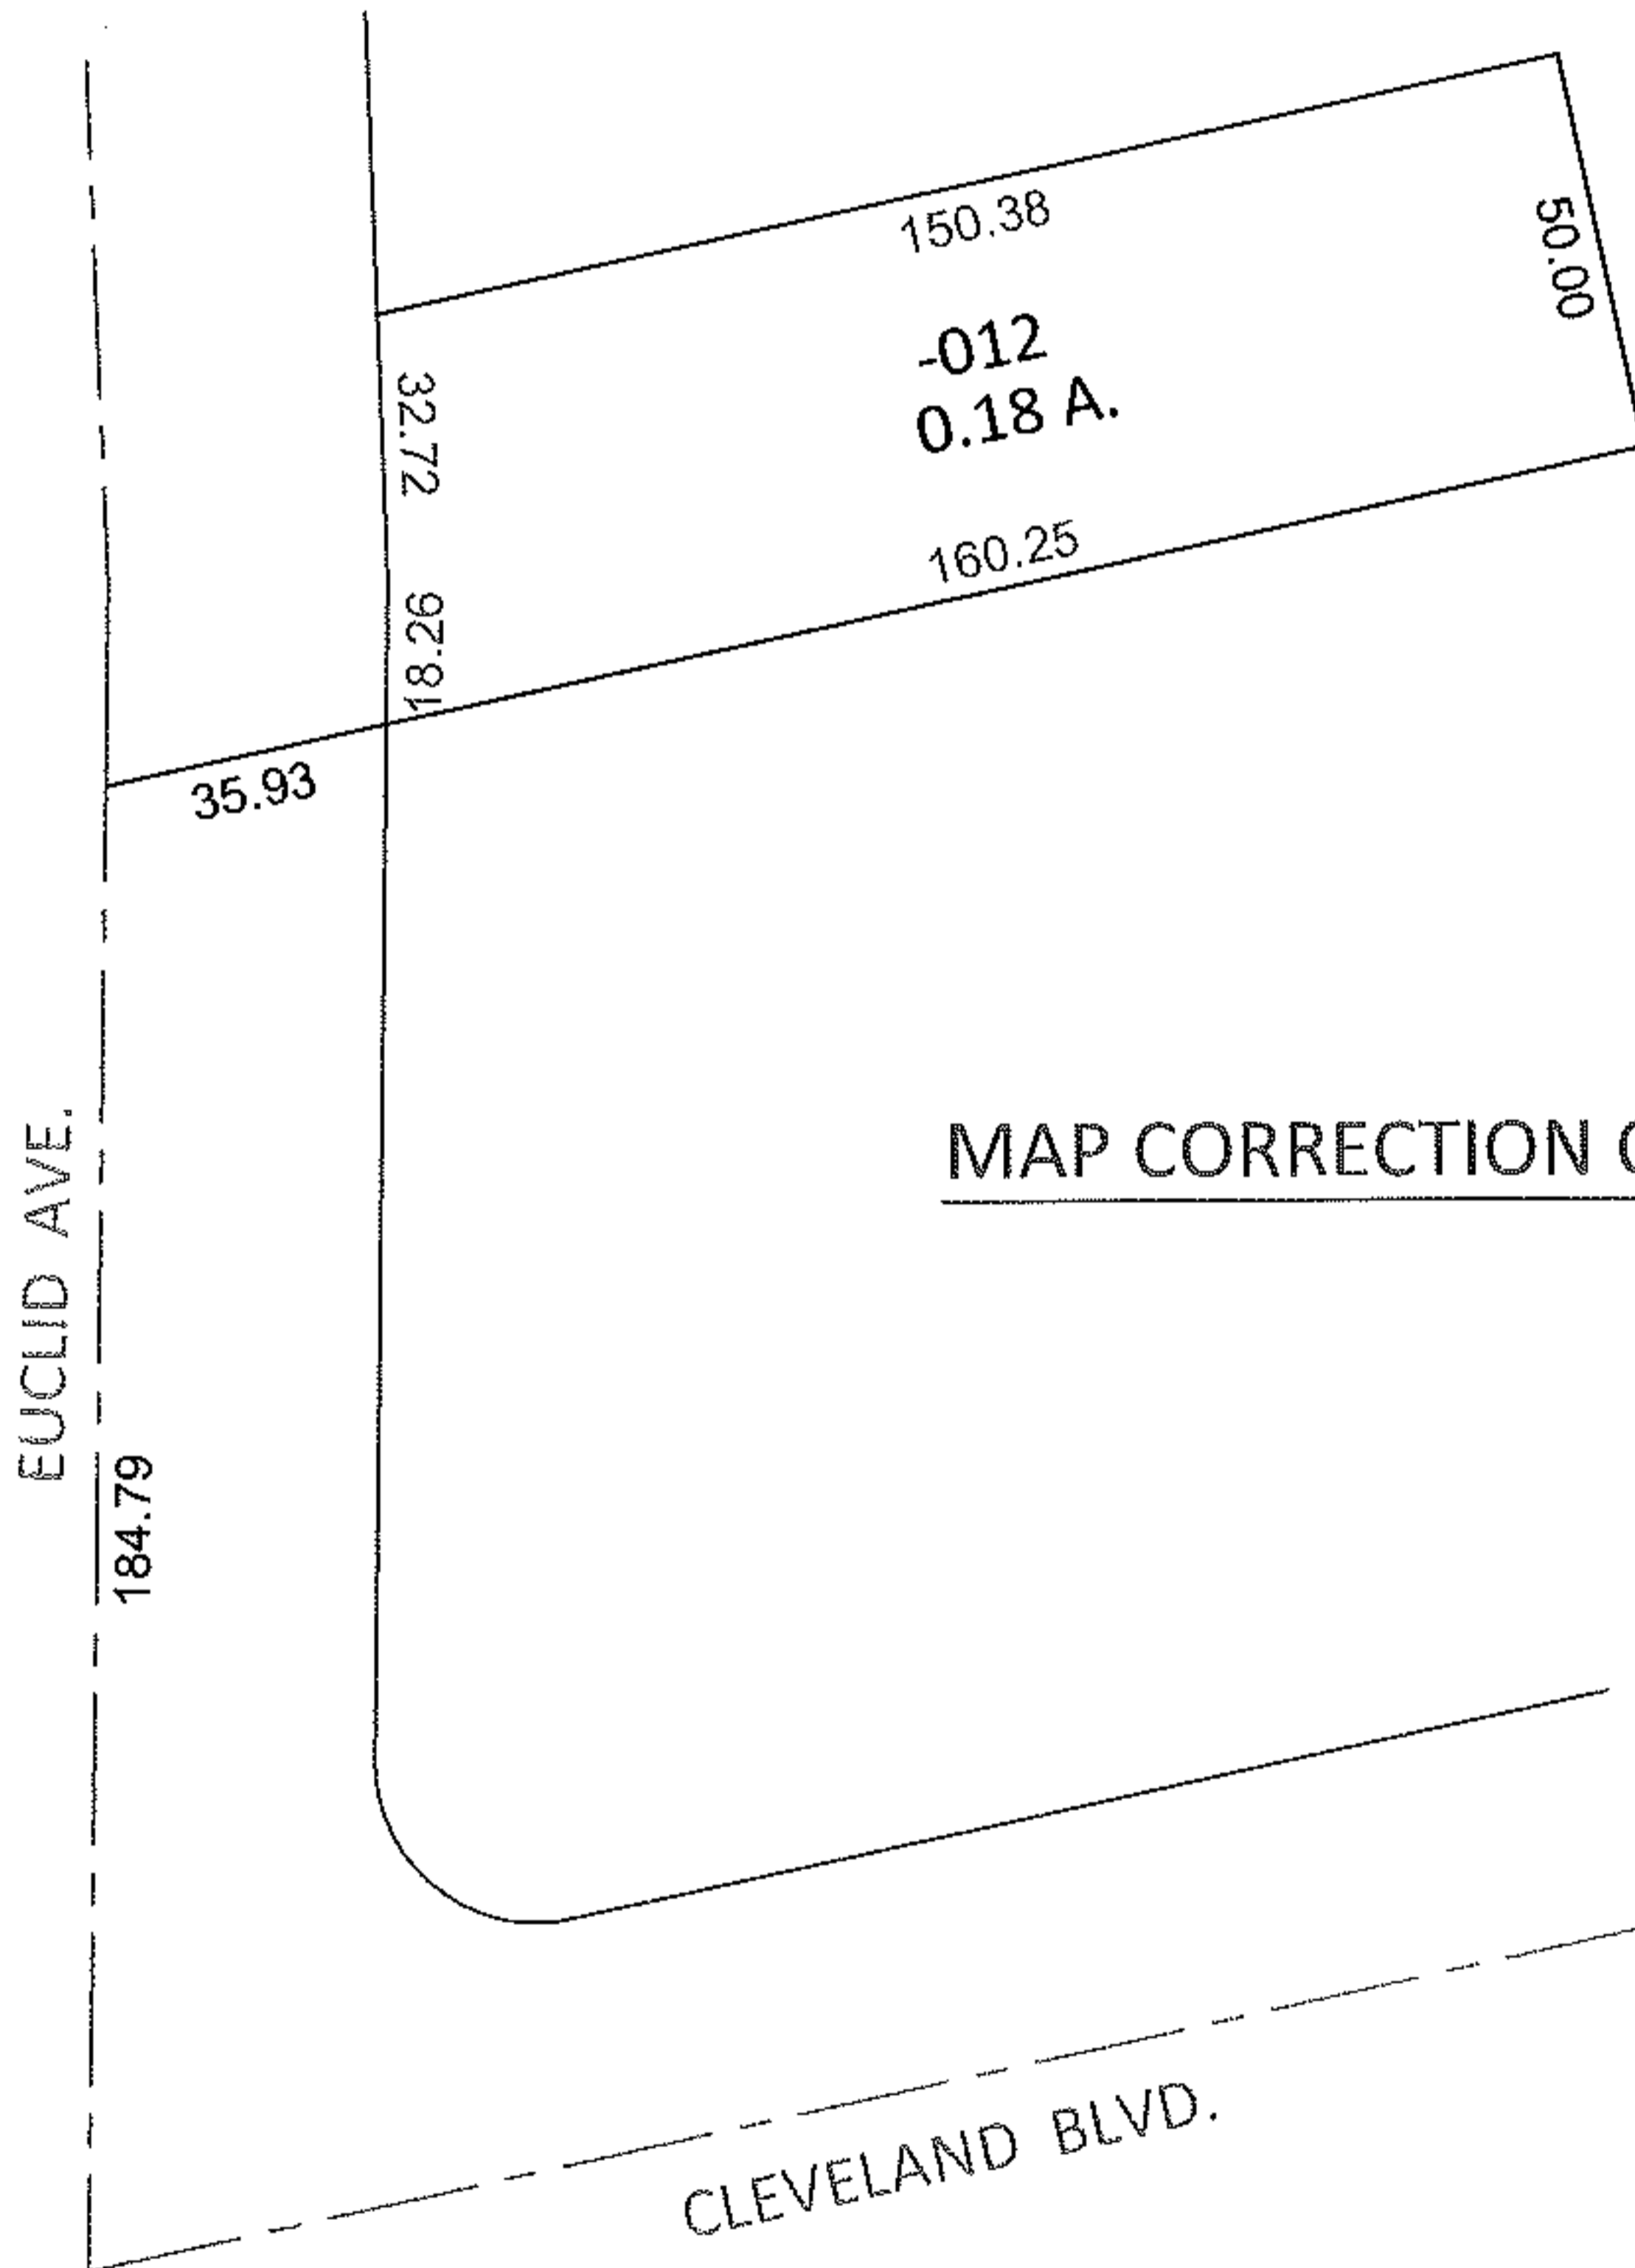 150.38
50.00
-012
0.18 A.
32.72
160.25
18.26
35.93
MAP CORRECTION
EUCLID AVE.
184.79
CLEVELAND BLVD.